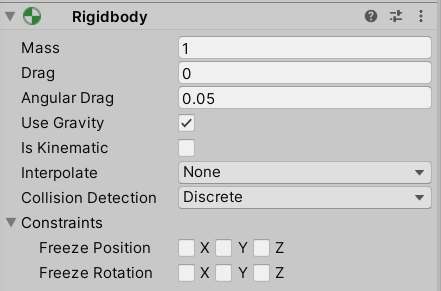 Rigidbody
Mass 1
Drag 0
Angular Drag 0.05
Use Gravity
Is Kinematic
Interpolate None
Collision Detection Discrete
Constraints
Freeze Position X Y Z
Freeze Rotation X Y Z